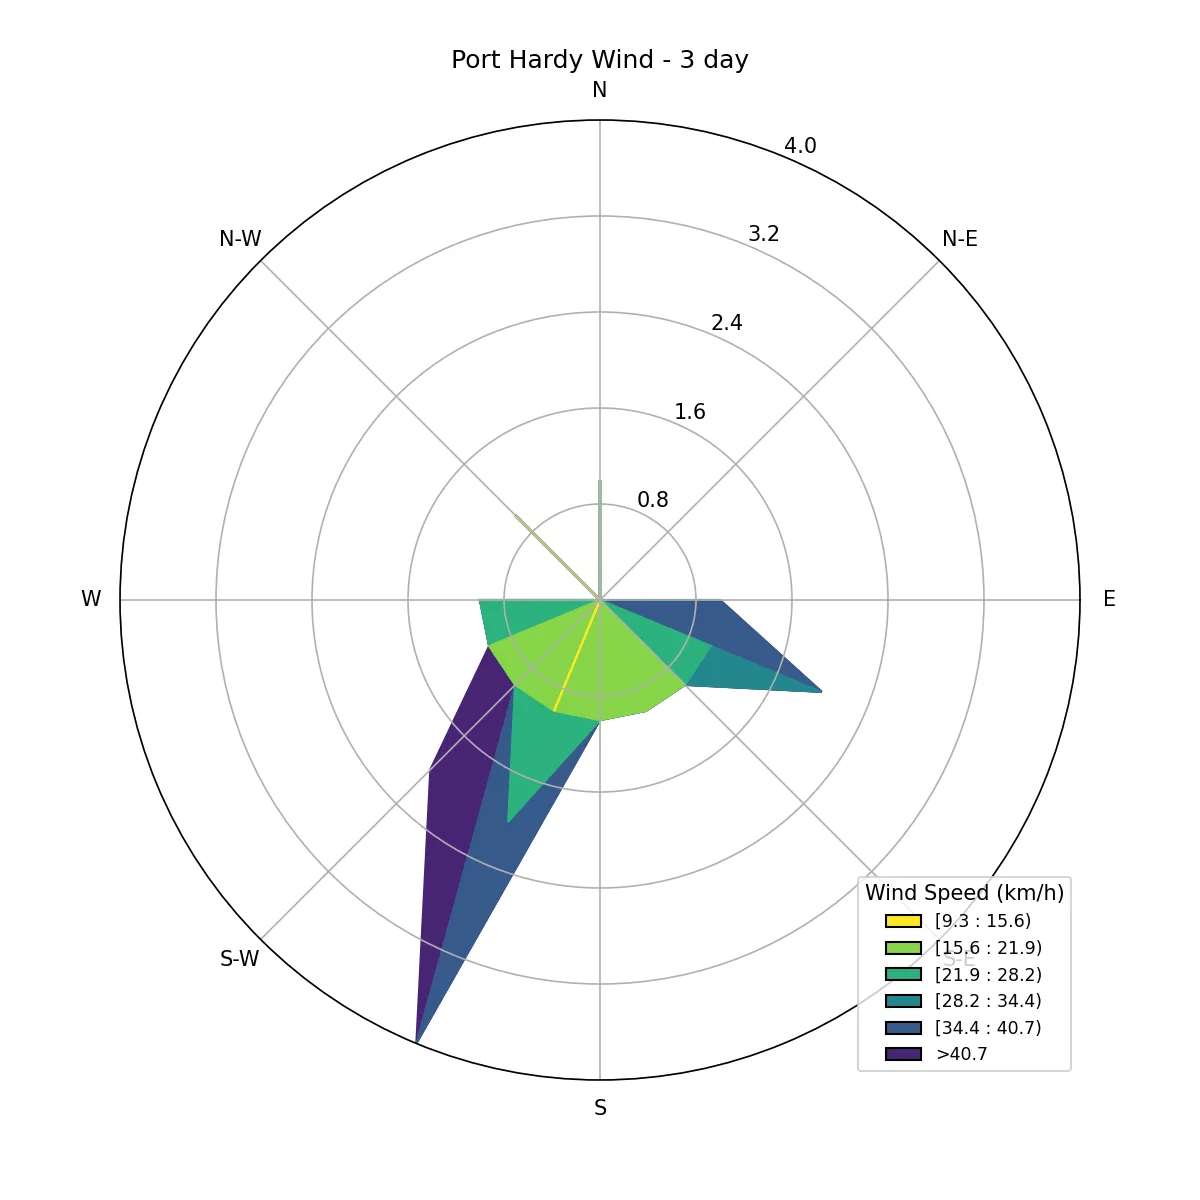 Port Hardy Wind - 3 day
N
4.0
N-W
3.2
N-E
2.4
1.6
0.8
W
E
Wind Speed (km/h)
[9.3 : 15.6)
[15.6 : 21.9)
S-W
S-E
[21.9 : 28.2)
[28.2 : 34.4)
[34.4 : 40.7)
>40.7
S